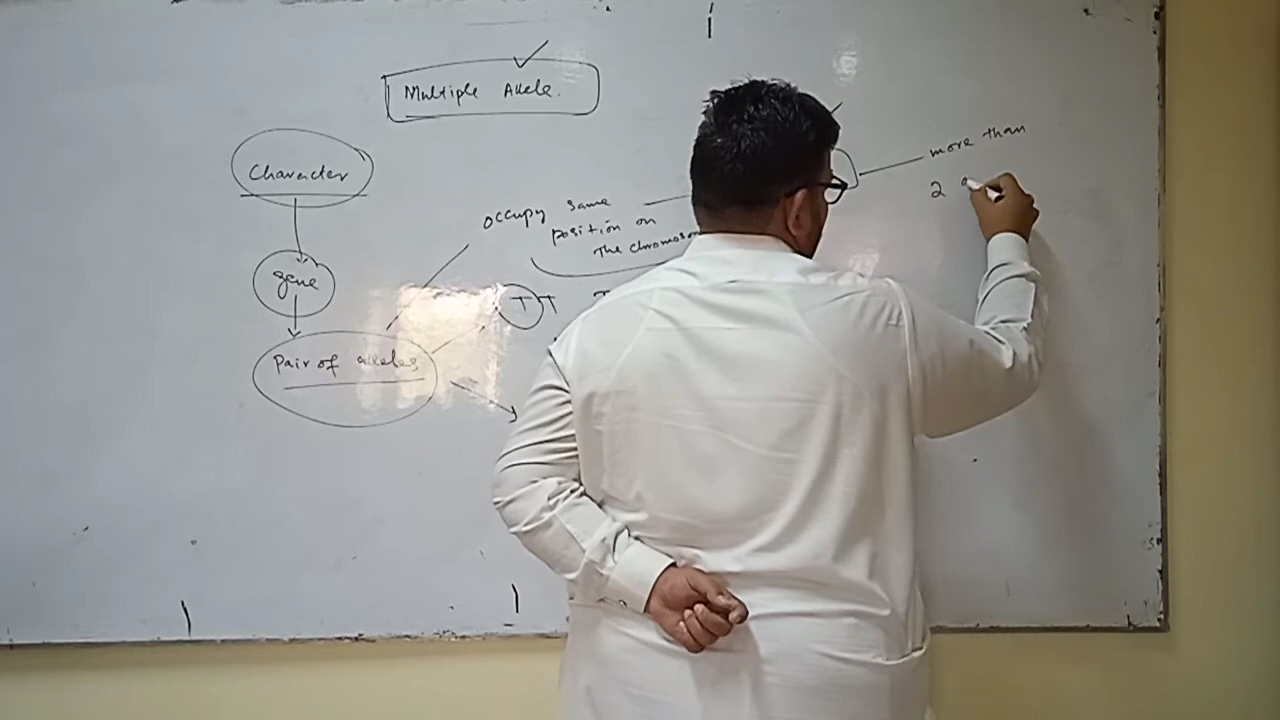 Multiple Allele.
Character
gene
Pair of alleles
occupy same
position on
The chromosom
TT T
more than
2 a